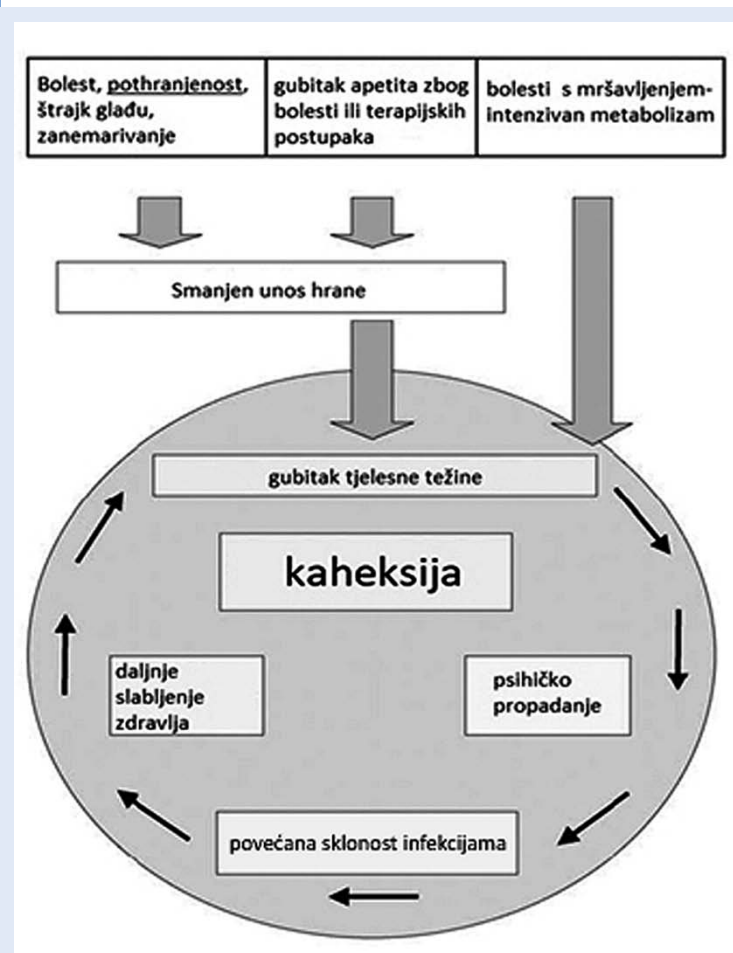 Bolest, pothranjenost,
štrajk glađu,
zanemarivanje
gubitak apetita zbog
bolesti ili terapijskih
postupaka
bolesti s mršavljenjem-
intenzivan metabolizam
Smanjen unos hrane
gubitak tjelesne težine
kaheksija
daljnje
slabljenje
zdravlja
psihičko
propadanje
povećana sklonost infekcijama